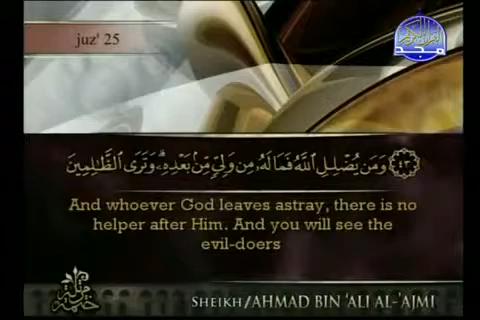 juz' 25
﴿٤٣﴾ وَمَن يُضْلِلِ اللَّهُ فَمَا لَهُ مِن وَلِيٍّ مِّنْ بَعْدِهِ ۗ وَتَرَى الظَّالِمِينَ
And whoever God leaves astray, there is no
helper after Him. And you will see the
evil-doers
SHEIKH/AHMAD BIN 'ALI AL-'AJMI